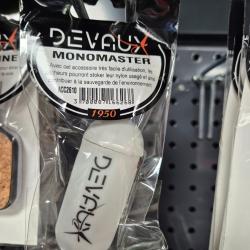 DEVAUX
MONOMASTER
Avec cet accessoire très facile d'utilisation, les
pêcheurs pourront stoker leur nylon usagé et ainsi
contribuer à la sauvegarde de l'environnement.
ACC2610
1950
DEVAUX